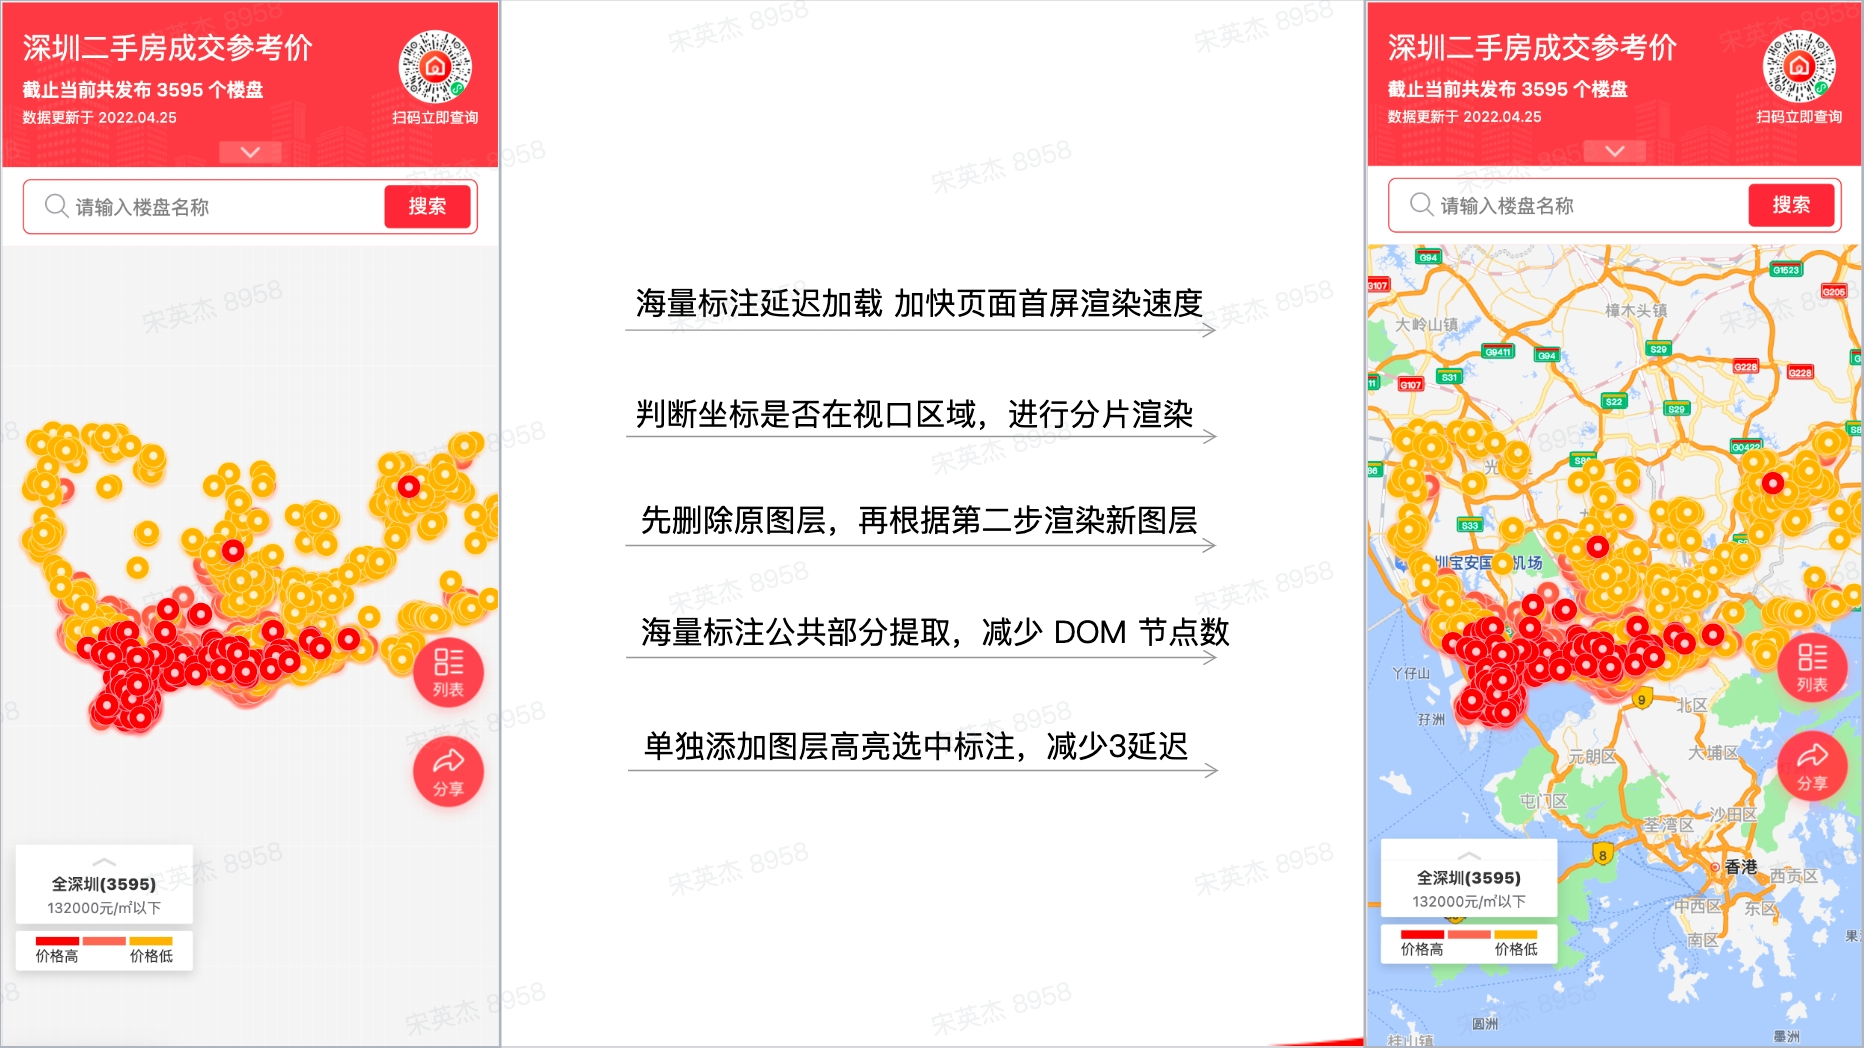 深圳二手房成交参考价
截止当前共发布 3595 个楼盘
数据更新于 2022.04.25
扫码立即查询
请输入楼盘名称
搜索
列表
分享
全深圳(3595)
132000元/㎡以下
价格高
价格低
海量标注延迟加载 加快页面首屏渲染速度
判断坐标是否在视口区域，进行分片渲染
先删除原图层，再根据第二步渲染新图层
海量标注公共部分提取，减少 DOM 节点数
单独添加图层高亮选中标注，减少3延迟
深圳二手房成交参考价
截止当前共发布 3595 个楼盘
数据更新于 2022.04.25
扫码立即查询
请输入楼盘名称
搜索
G94
G1523
G107
G205
大岭山镇
樟木头镇
G9411
G94
S29
G228
G228
G107
S31
S22
S29
G0422
S33
机场
丫仔山
孖洲
9
北区
元朗区
大埔区
屯门区
沙田区
荃湾区
8
香港
西贡区
中西区
东区
南区
圆洲
墨洲
桂山镇
列表
分享
全深圳(3595)
132000元/㎡以下
价格高
价格低
宋英杰 8958